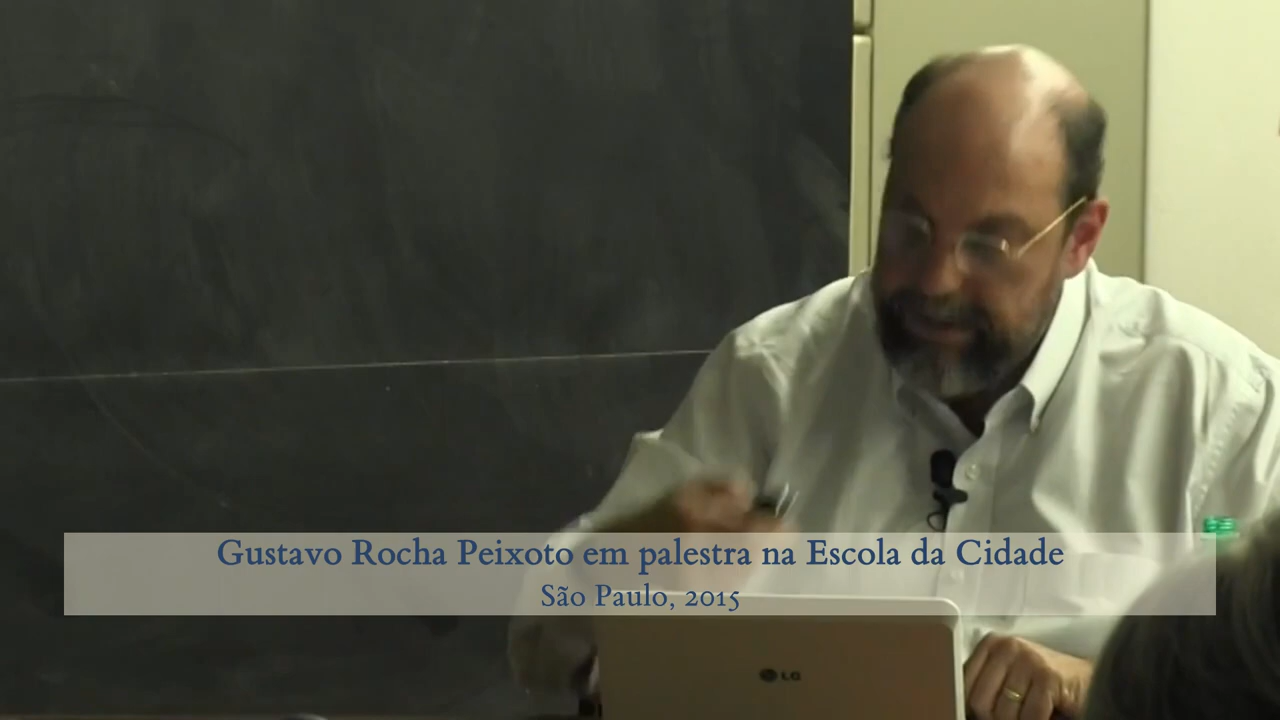 Gustavo Rocha Peixoto em palestra na Escola da Cidade
São Paulo, 2015
LG